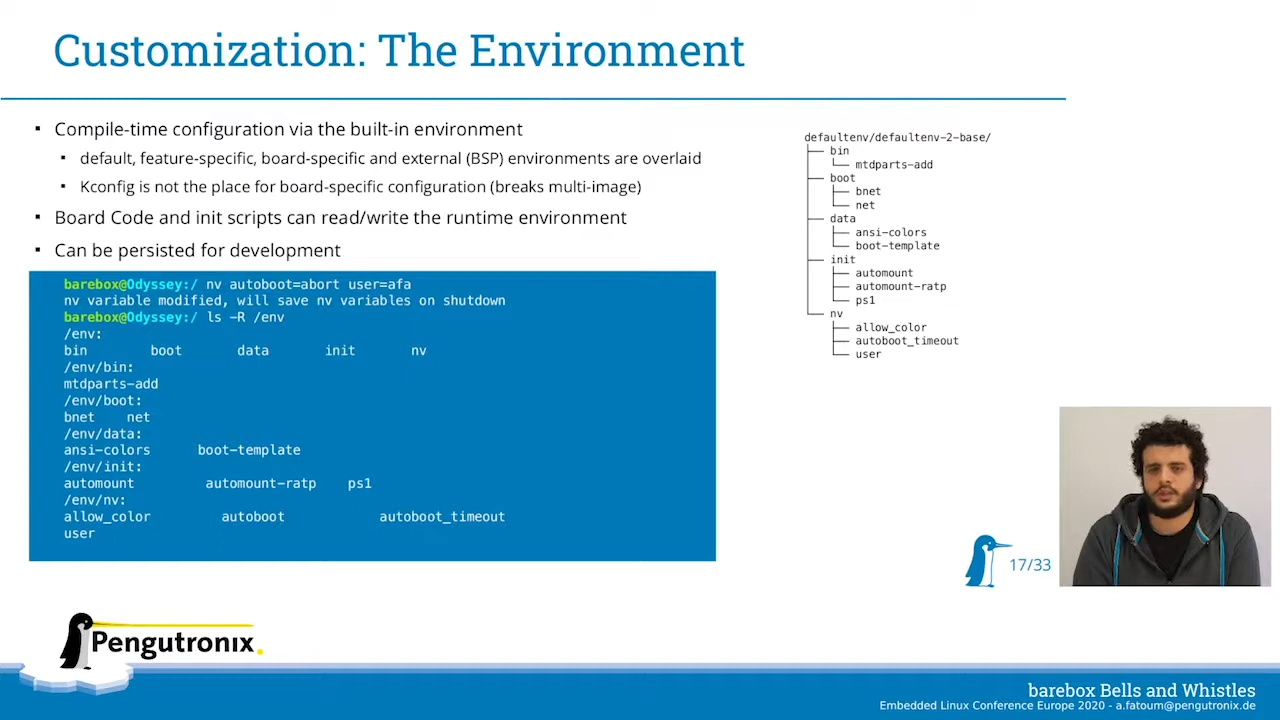 Customization: The Environment
▪ Compile-time configuration via the built-in environment
▪ default, feature-specific, board-specific and external (BSP) environments are overlaid
▪ Kconfig is not the place for board-specific configuration (breaks multi-image)
▪ Board Code and init scripts can read/write the runtime environment
▪ Can be persisted for development
barebox@Odyssey:/ nv autoboot=abort user=afa
nv variable modified, will save nv variables on shutdown
barebox@Odyssey:/ ls -R /env
/env:
bin boot data init nv
/env/bin:
mtdparts-add
/env/boot:
bnet net
/env/data:
ansi-colors boot-template
/env/init:
automount automount-ratp ps1
/env/nv:
allow_color autoboot autoboot_timeout
user
defaultenv/defaultenv-2-base/
├── bin
│   └── mtdparts-add
├── boot
│   ├── bnet
│   └── net
├── data
│   ├── ansi-colors
│   └── boot-template
├── init
│   ├── automount
│   ├── automount-ratp
│   └── ps1
└── nv
    ├── allow_color
    ├── autoboot_timeout
    └── user
17/33
Pengutronix
barebox Bells and Whistles
Embedded Linux Conference Europe 2020 - a.fatoum@pengutronix.de